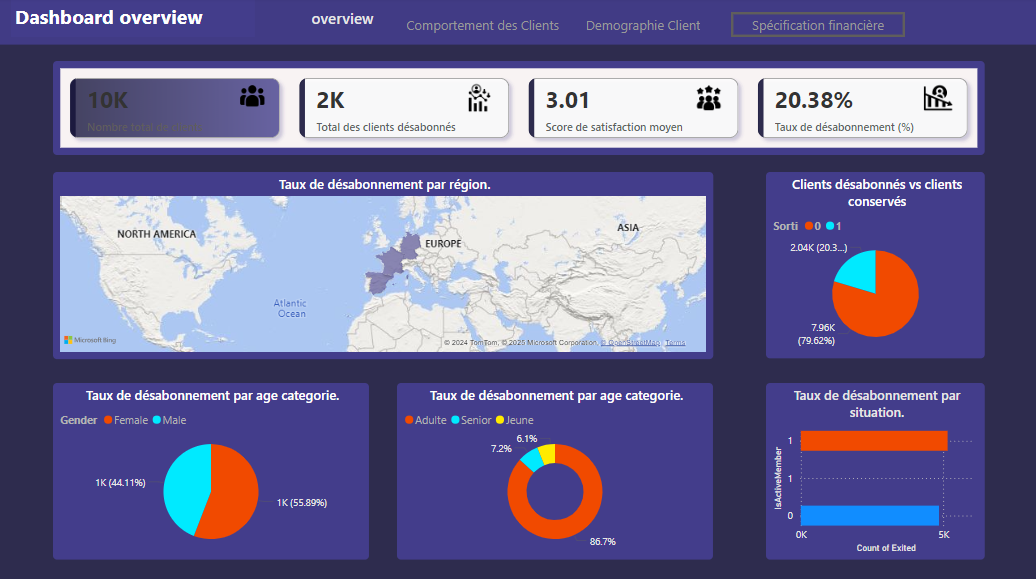 Dashboard overview
overview
Comportement des Clients
Demographie Client
Spécification financière
10K
Nombre total de
2K
Total des clients désabonés
3.01
Score de satisfaction moyen
20.38%
Taux de désabonnement (%)
Taux de désabonnement par région.
NORTH AMERICA
EUROPE
ASIA
Atlantic
Ocean
Microsoft Bing
© 2024 TomTom, © 2025 Microsoft Corporation, © OpenStreetMap Terms
Clients désabonnés vs clients
conservés
Sorti 0 1
2.04K (20.3...)
7.96K
(79.62%)
Taux de désabonnement par age categorie.
Gender Female Male
1K (44.11%)
1K (55.89%)
Taux de désabonnement par age categorie.
Adulte Senior Jeune
6.1%
7.2%
86.7%
Taux de désabonnement par
situation.
IsActiveMember
1
1
0
0K 5K
Count of Exited